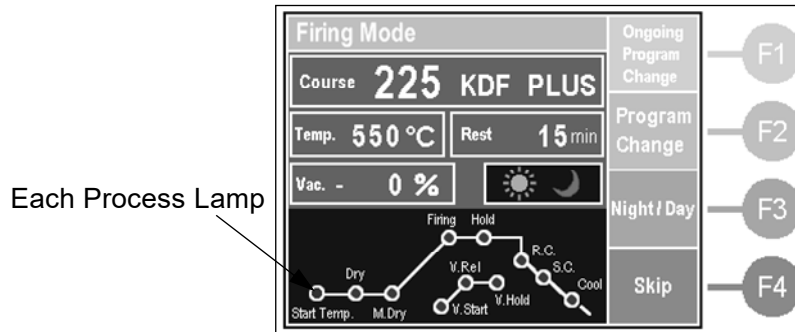 Firing Mode
Ongoing
Program
Change
F1
Course 225 KDF PLUS
Temp. 550 °C Rest 15 min
Program
Change
F2
Vac. - 0 %
Night / Day
F3
Each Process Lamp
Firing Hold
R.C.
Dry V.Rel S.C.
Cool
Start Temp. M.Dry V.Start V.Hold
Skip
F4